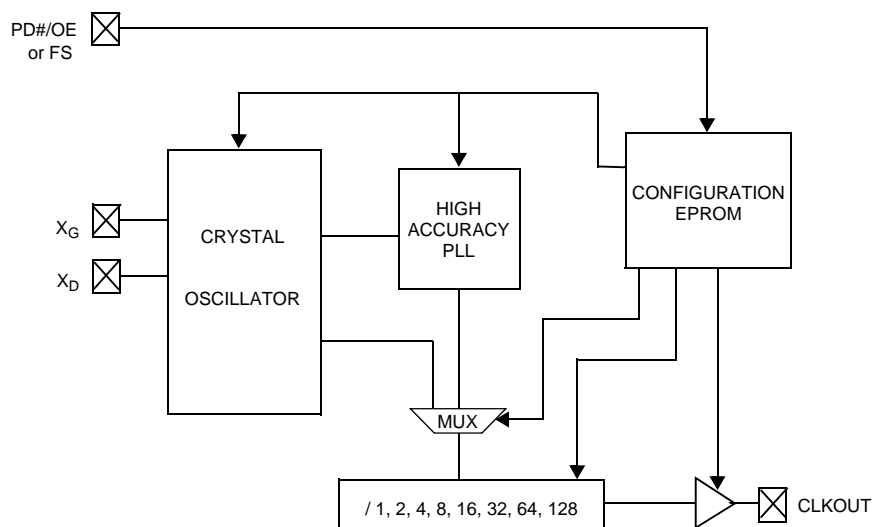 PD#/OE
or FS
CONFIGURATION
EPROM
HIGH
ACCURACY
PLL
XG
CRYSTAL
XD
OSCILLATOR
MUX
/ 1, 2, 4, 8, 16, 32, 64, 128
CLKOUT